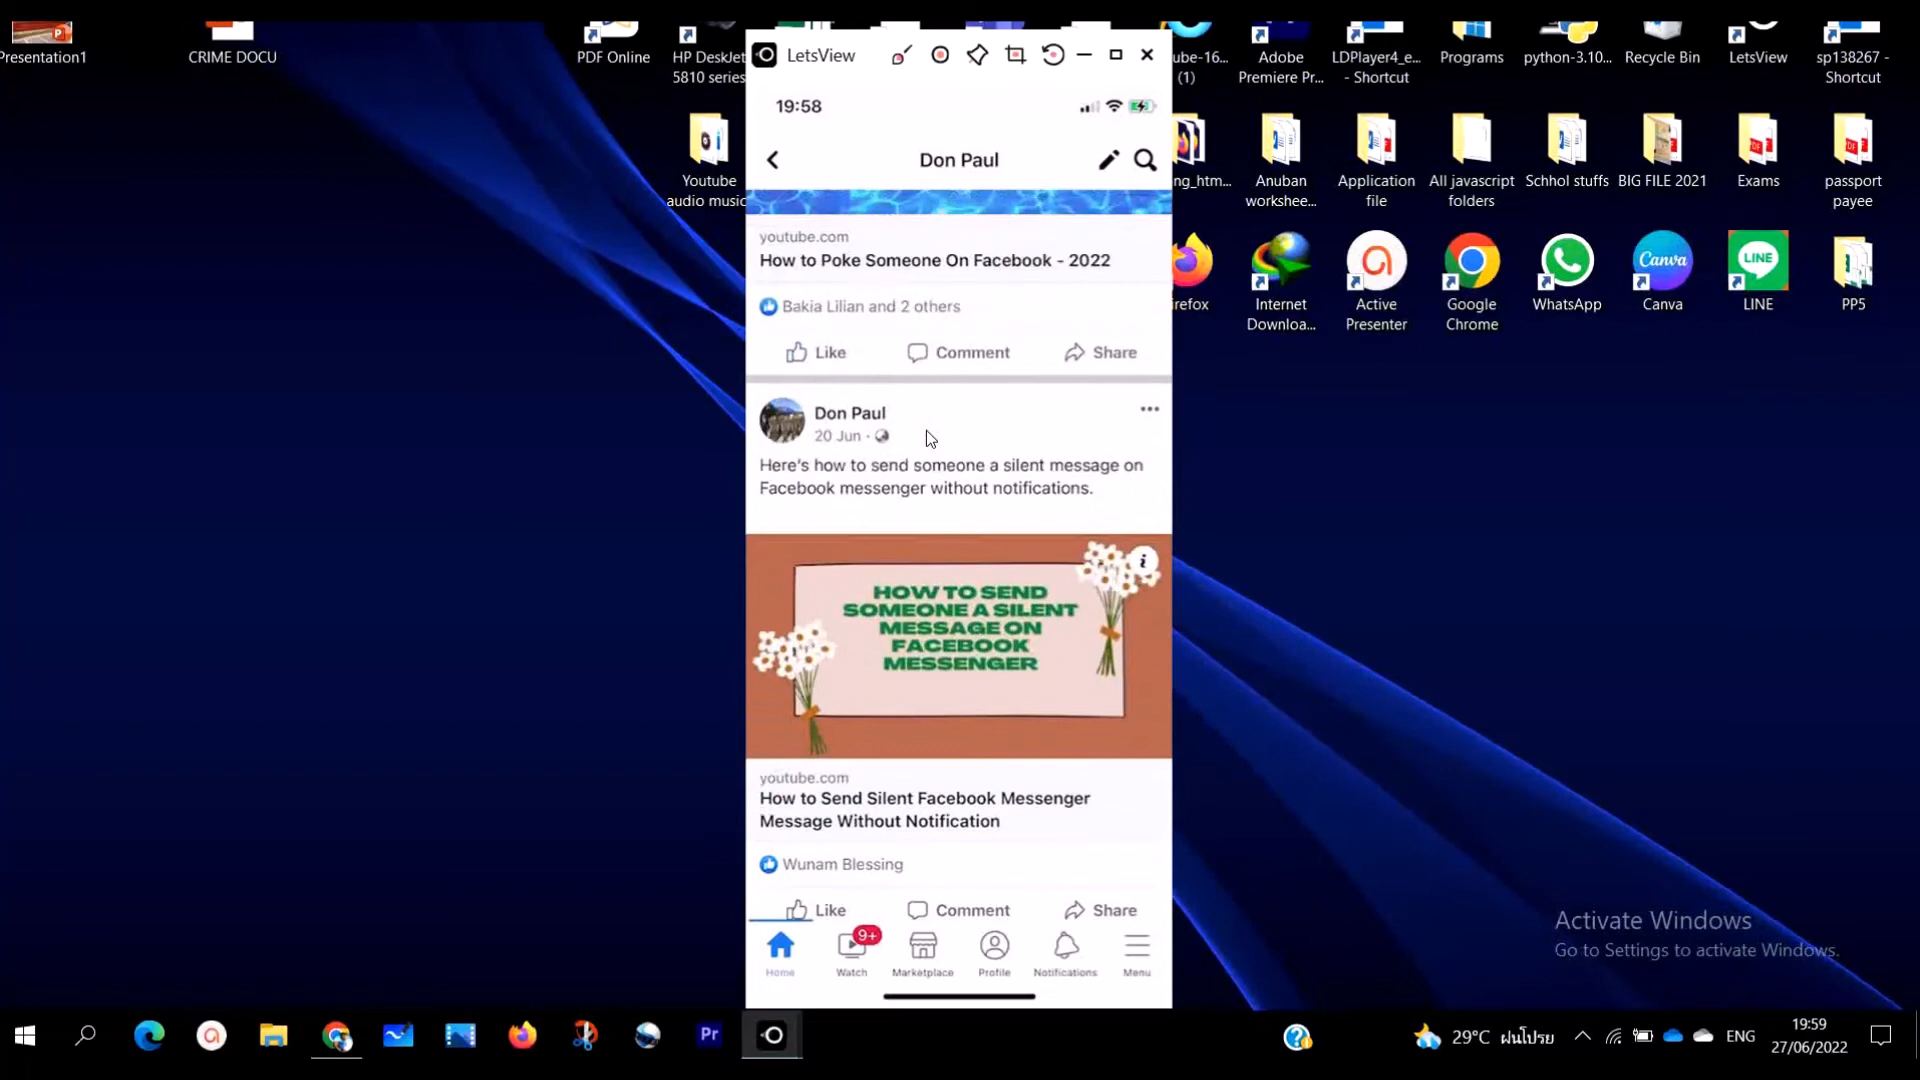 Presentation1
CRIME DOCU
PDF Online
HP DeskJet
5810 series
(1)
Adobe
Premiere Pr...
LDPlayer4_e...
- Shortcut
Programs
python-3.10...
Recycle Bin
LetsView
sp138267 -
Shortcut
LetsView
19:58
Don Paul
Youtube
audio music
Anuban
workshee...
Application
file
All javascript
folders
Schhol stuffs
BIG FILE 2021
Exams
passport
payee
youtube.com
How to Poke Someone On Facebook - 2022
Bakia Lilian and 2 others
Like
Comment
Share
Internet
Downloa...
Active
Presenter
Google
Chrome
WhatsApp
Canva
Canva
LINE
LINE
PP5
Don Paul
20 Jun ·
Here's how to send someone a silent message on
Facebook messenger without notifications.
HOW TO SEND
SOMEONE A SILENT
MESSAGE ON
FACEBOOK
MESSENGER
youtube.com
How to Send Silent Facebook Messenger
Message Without Notification
Wunam Blessing
Like
Comment
Share
9+
Home
Watch
Marketplace
Profile
Notifications
Menu
Activate Windows
Go to Settings to activate Windows.
Pr
29°C ฝนโปรย
ENG
19:59
27/06/2022